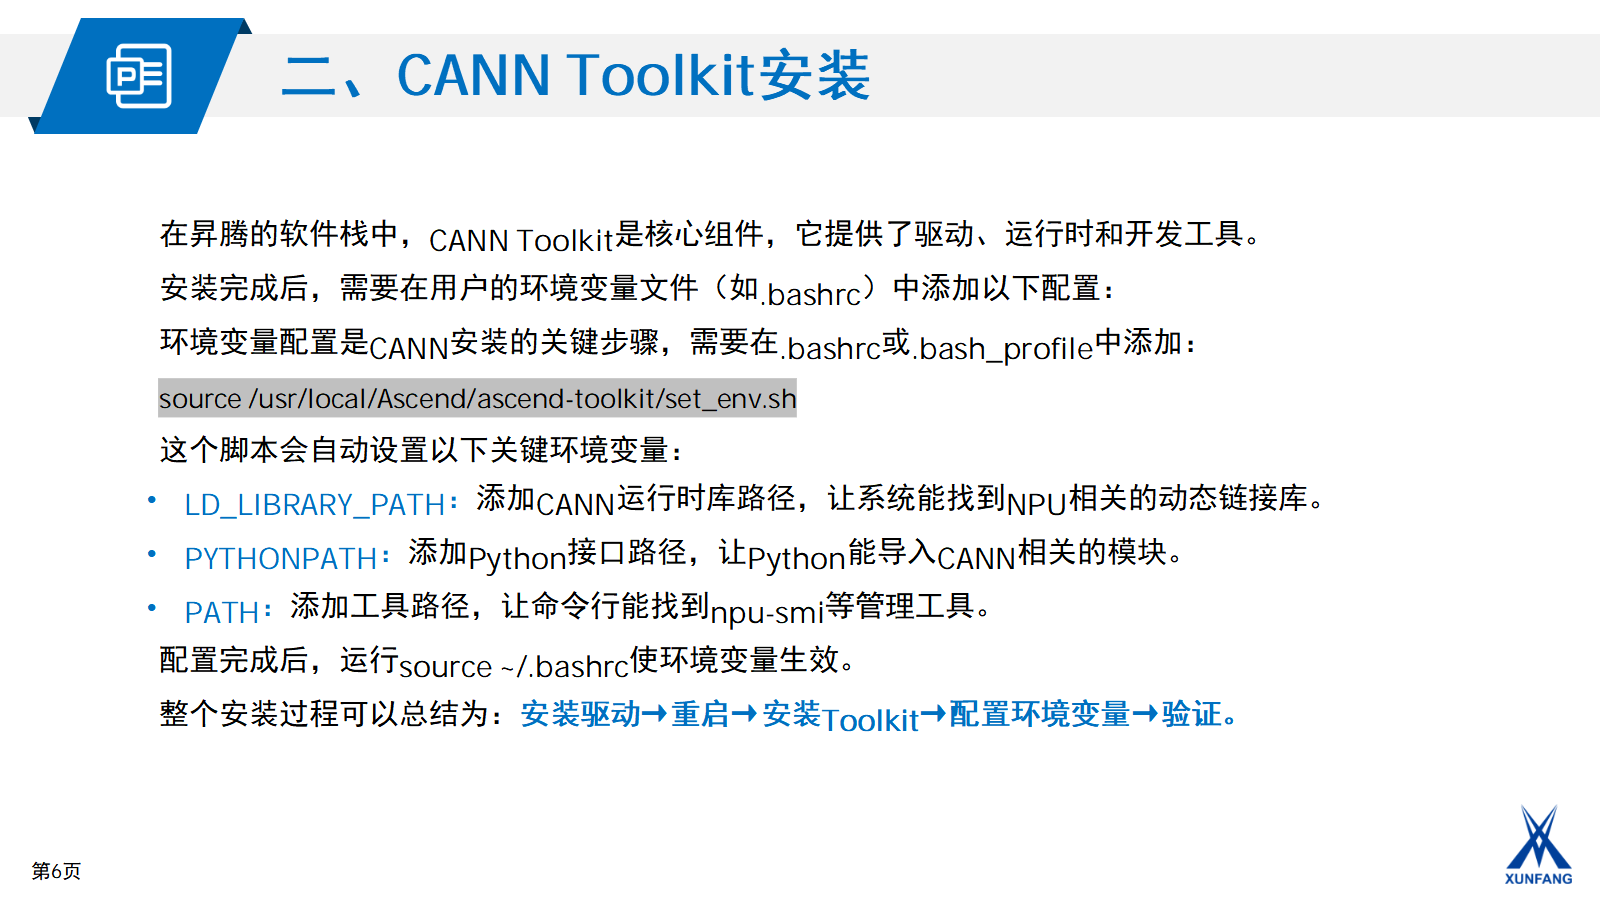 二、CANN Toolkit安装
在昇腾的软件栈中，CANN Toolkit是核心组件，它提供了驱动、运行时和开发工具。
安装完成后，需要在用户的环境变量文件（如.bashrc）中添加以下配置：
环境变量配置是CANN安装的关键步骤，需要在.bashrc或.bash_profile中添加：
source /usr/local/Ascend/ascend-toolkit/set_env.sh
这个脚本会自动设置以下关键环境变量：
• LD_LIBRARY_PATH：添加CANN运行时库路径，让系统能找到NPU相关的动态链接库。
• PYTHONPATH：添加Python接口路径，让Python能导入CANN相关的模块。
• PATH：添加工具路径，让命令行能找到npu-smi等管理工具。
配置完成后，运行source ~/.bashrc使环境变量生效。
整个安装过程可以总结为：安装驱动→重启→安装Toolkit→配置环境变量→验证。
第6页
XUNFANG